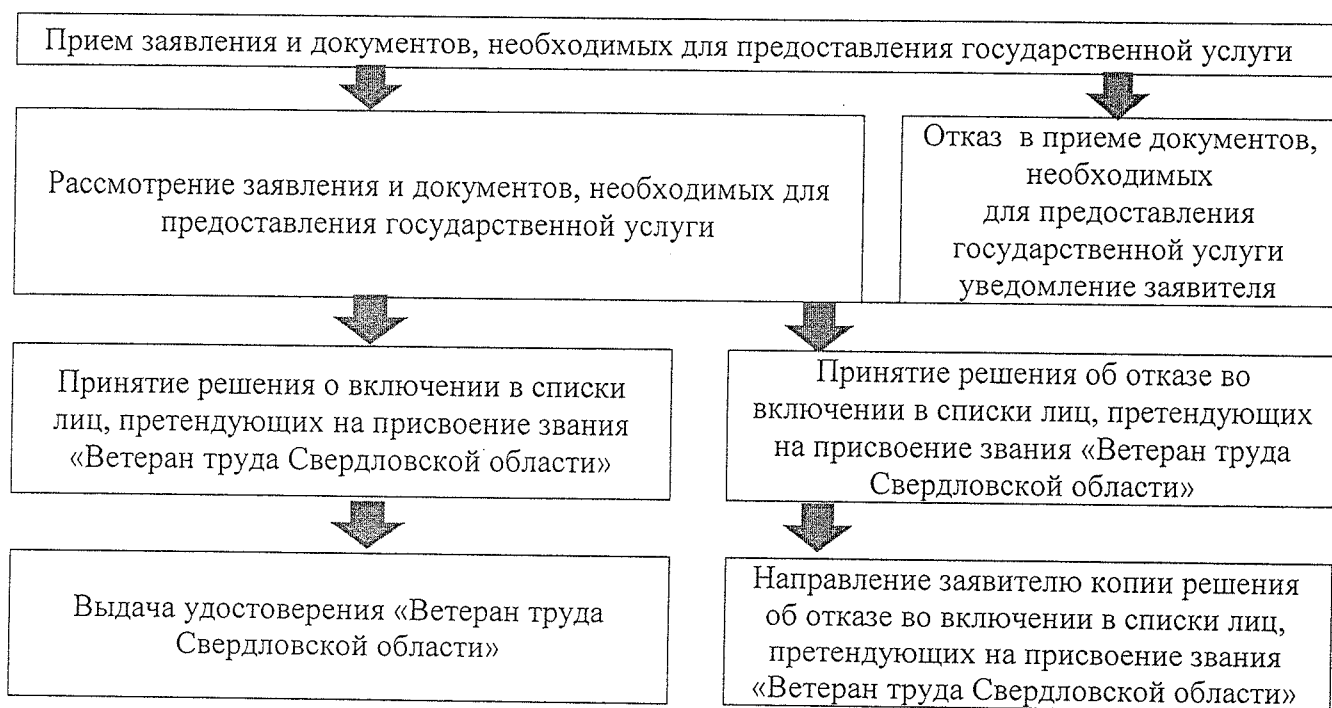 Прием заявления и документов, необходимых для предоставления государственной услуги
Рассмотрение заявления и документов, необходимых для
предоставления государственной услуги
Отказ в приеме документов,
необходимых
для предоставления
государственной услуги
уведомление заявителя
Принятие решения о включении в списки
лиц, претендующих на присвоение звания
«Ветеран труда Свердловской области»
Принятие решения об отказе во
включении в списки лиц, претендующих
на присвоение звания «Ветеран труда
Свердловской области»
Выдача удостоверения «Ветеран труда
Свердловской области»
Направление заявителю копии решения
об отказе во включении в списки лиц,
претендующих на присвоение звания
«Ветеран труда Свердловской области»